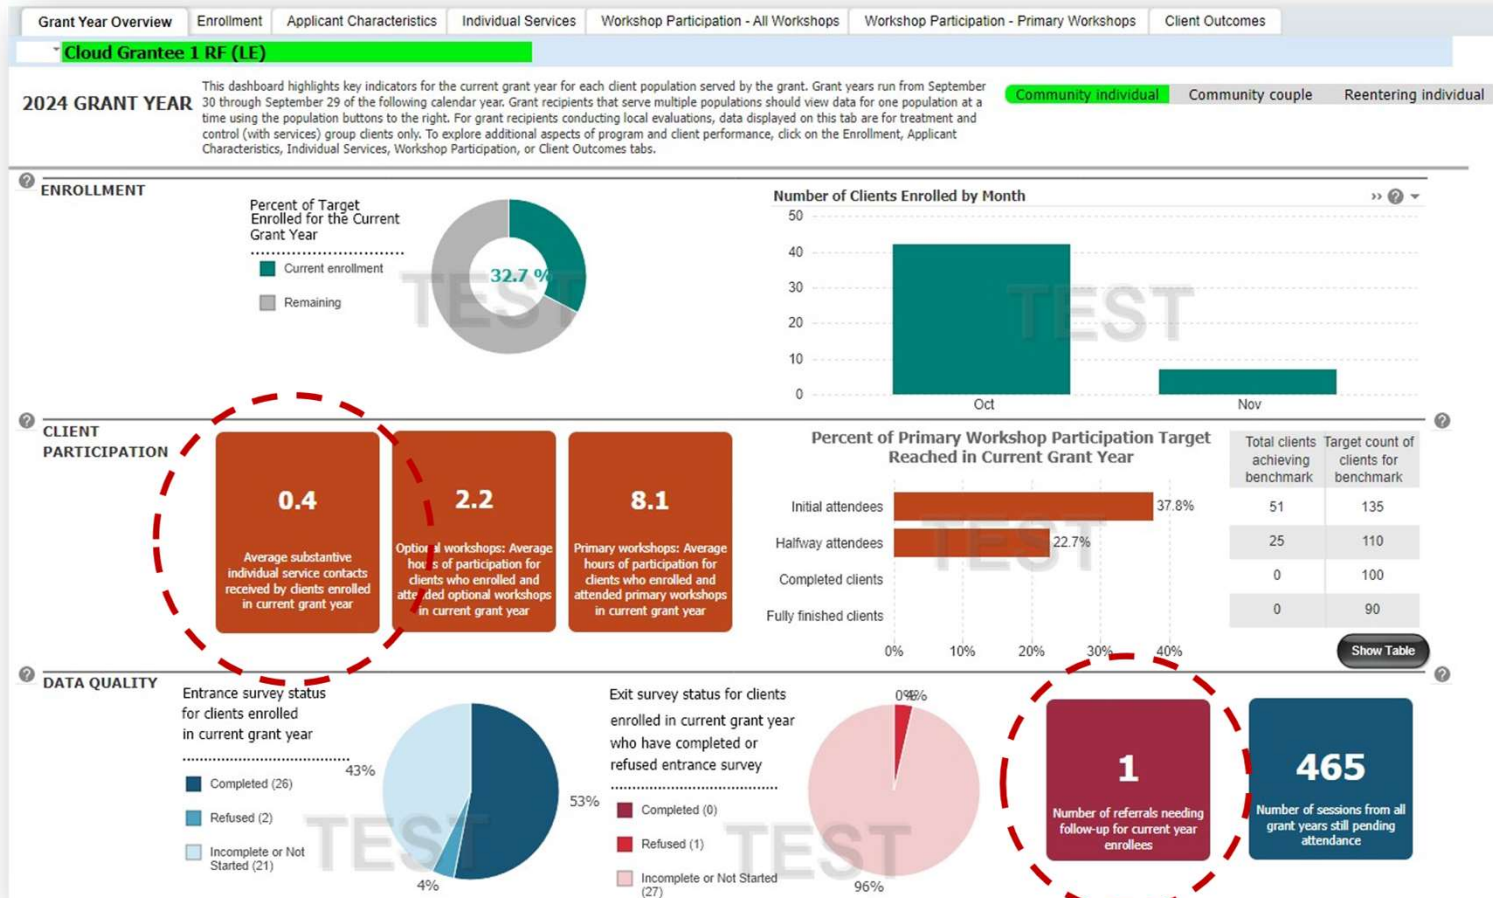 Grant Year Overview
Enrollment
Applicant Characteristics
Individual Services
Workshop Participation - All Workshops
Workshop Participation - Primary Workshops
Client Outcomes
Cloud Grantee 1 RF (LE)
2024 GRANT YEAR
This dashboard highlights key indicators for the current grant year for each client population served by the grant. Grant years run from September
30 through September 29 of the following calendar year. Grant recipients that serve multiple populations should view data for one population at a
time using the population buttons to the right. For grant recipients conducting local evaluations, data displayed on this tab are for treatment and
control (with services) group clients only. To explore additional aspects of program and client performance, click on the Enrollment, Applicant
Characteristics, Individual Services, Workshop Participation, or Client Outcomes tabs.
Community individual
Community couple
Reentering individual
ENROLLMENT
Percent of Target
Enrolled for the Current
Grant Year
Current enrollment
Remaining
32.7 %
TEST
Number of Clients Enrolled by Month
50
40
30
20
10
0
Oct
Nov
TEST
CLIENT
PARTICIPATION
0.4
Average substantive
individual service contacts
received by clients enrolled
in current grant year
2.2
Optional workshops: Average
hours of participation for
clients who enrolled and
attended optional workshops
in current grant year
8.1
Primary workshops: Average
hours of participation for
clients who enrolled and
attended primary workshops
in current grant year
Percent of Primary Workshop Participation Target
Reached in Current Grant Year
Initial attendees
37.8%
Halfway attendees
22.7%
Completed clients
Fully finished clients
0%
10%
20%
30%
40%
TEST
Total clients
achieving
benchmark
Target count of
clients for
benchmark
51 135
25 110
0 100
0 90
Show Table
DATA QUALITY
Entrance survey status
for clients enrolled
in current grant year
Completed (26)
Refused (2)
Incomplete or Not
Started (21)
43%
53%
4%
TEST
Exit survey status for clients
enrolled in current grant year
who have completed or
refused entrance survey
Completed (0)
Refused (1)
Incomplete or Not Started
(27)
0%
4%
96%
TEST
1
Number of referrals needing
follow-up for current year
enrollees
465
Number of sessions from all
grant years still pending
attendance